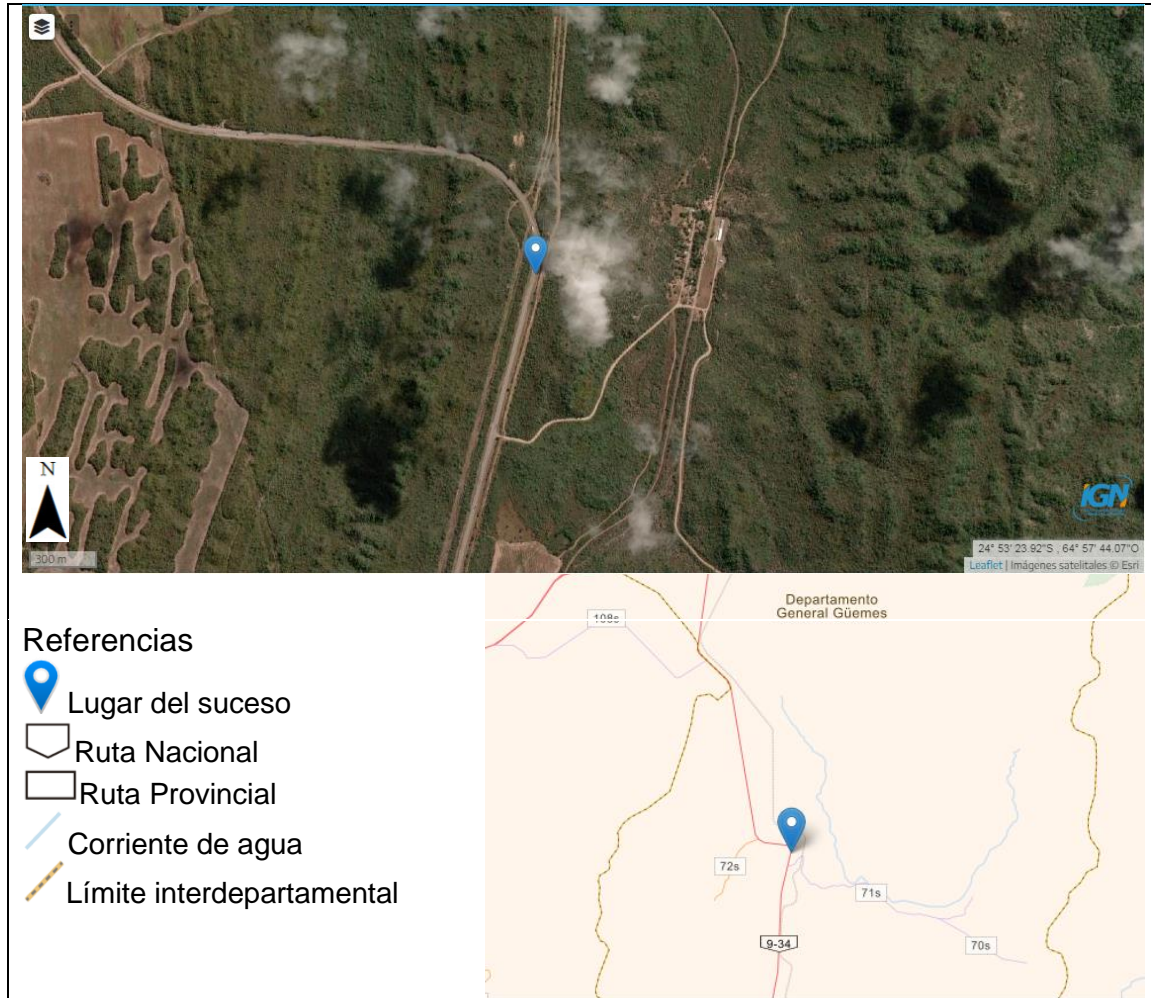 N
IGN
300 m
24° 53' 23.92"S , 64° 57' 44.07"O
Leaflet | Imágenes satelitales © Esri
Referencias
Lugar del suceso
Ruta Nacional
Ruta Provincial
Corriente de agua
Límite interdepartamental
Departamento
General Güemes
108s
72s
71s
9-34
70s